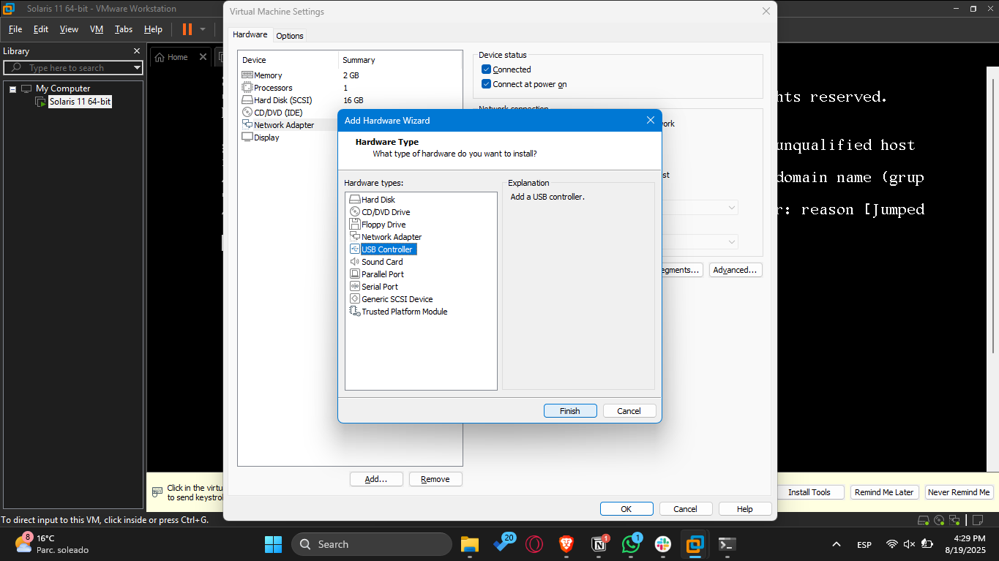 Solaris 11 64-bit - VMware Workstation
File Edit View VM Tabs Help
Library
Type here to search
My Computer
Solaris 11 64-bit
Home
Virtual Machine Settings
Hardware Options
Device Summary
Memory 2 GB
Processors 1
Hard Disk (SCSI) 16 GB
CD/DVD (IDE)
Network Adapter
Display
Device status
Connected
Connect at power on
Network connection
Add Hardware Wizard
Hardware Type
What type of hardware do you want to install?
Hardware types:
Hard Disk
CD/DVD Drive
Floppy Drive
Network Adapter
USB Controller
Sound Card
Parallel Port
Serial Port
Generic SCSI Device
Trusted Platform Module
Explanation
Add a USB controller.
Finish Cancel
Advanced...
Add... Remove
OK Cancel Help
reserved.
unqualified host
domain name (grup
reason [Jumped
Click in the
to send
Install Tools Remind Me Later Never Remind Me
To direct input to this VM, click inside or press Ctrl+G.
8
16°C
Parc. soleado
Search
20
1
1
ESP
4:29 PM
8/19/2025